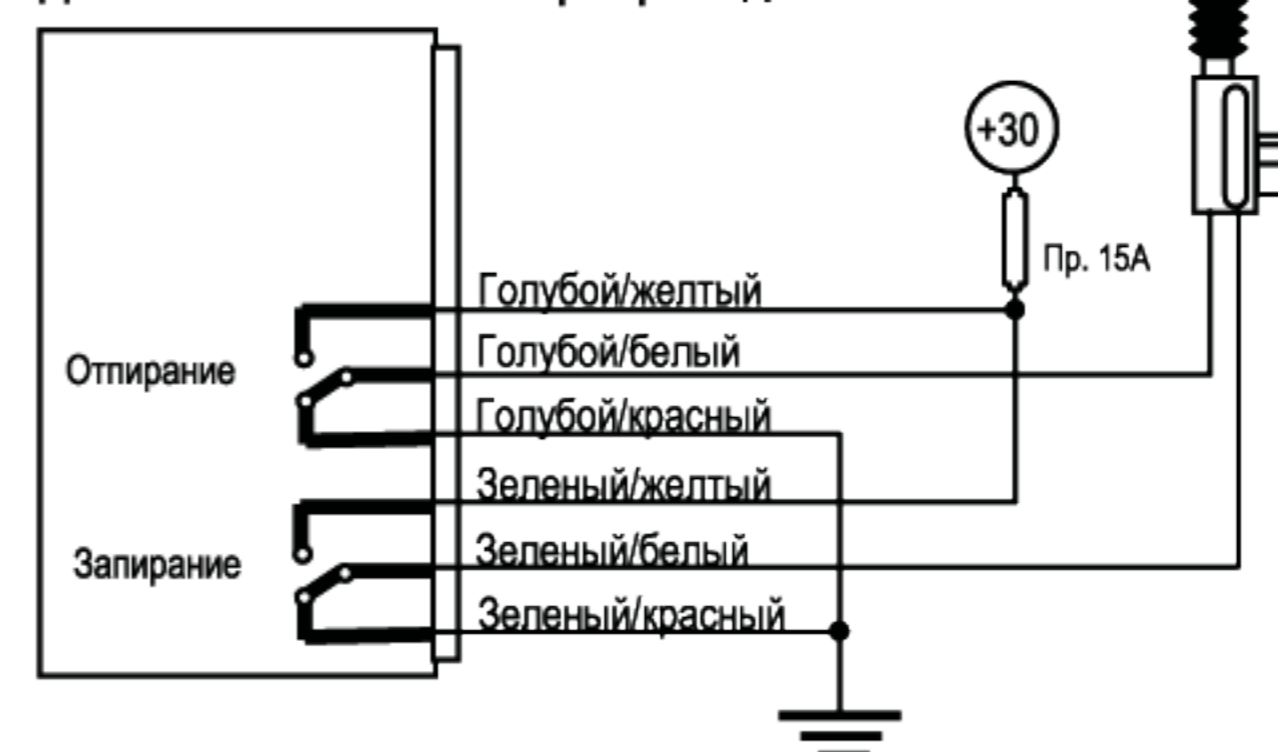 +30
Пр. 15А
Голубой/желтый
Отпирание
Голубой/белый
Голубой/красный
Зеленый/желтый
Запирание
Зеленый/белый
Зеленый/красный